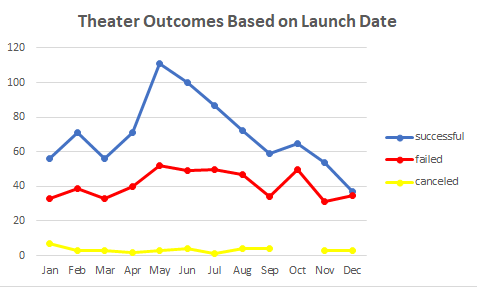 Theater Outcomes Based on Launch Date
120
100
80
60
40
20
0
Jan Feb Mar Apr May Jun Jul Aug Sep Oct Nov Dec
successful
failed
canceled